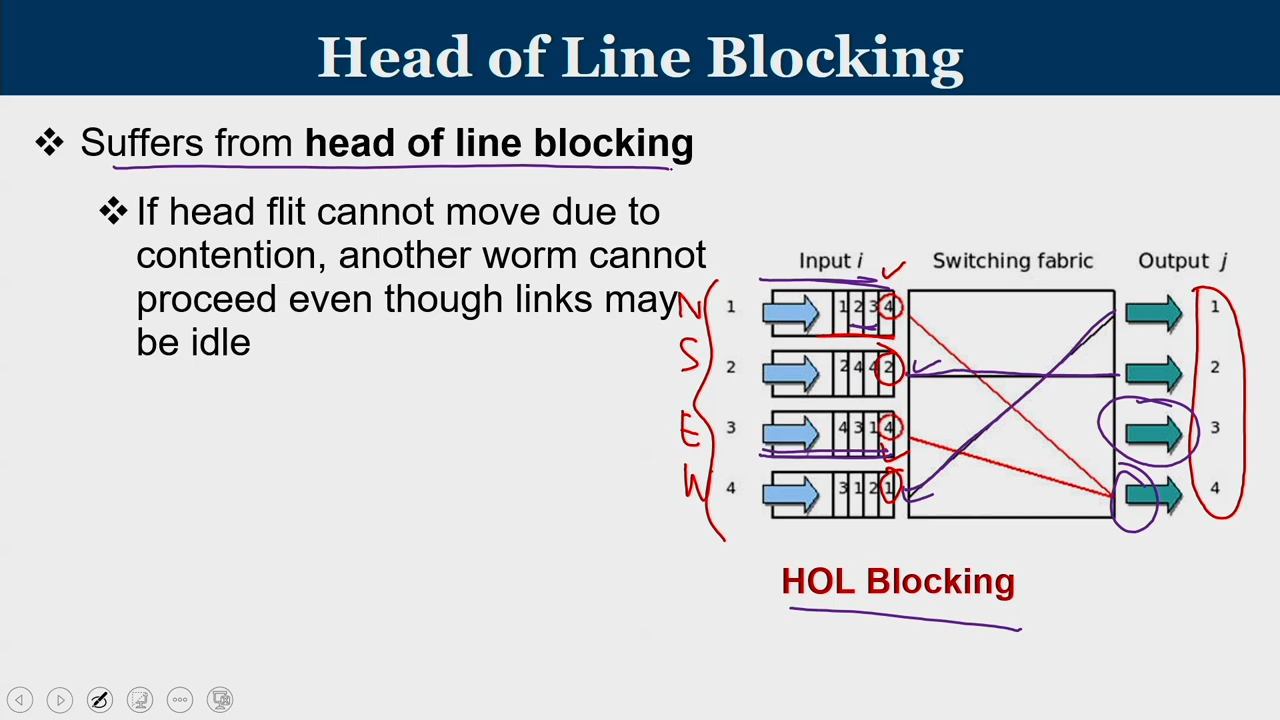 Head of Line Blocking
❖ Suffers from head of line blocking
❖ If head flit cannot move due to
contention, another worm cannot
proceed even though links may
be idle
Input i Switching fabric Output j
N 1 1 2 3 4 1
S 2 2 4 4 2 2
E 3 4 3 1 4 3
W 4 3 1 2 1 4
HOL Blocking